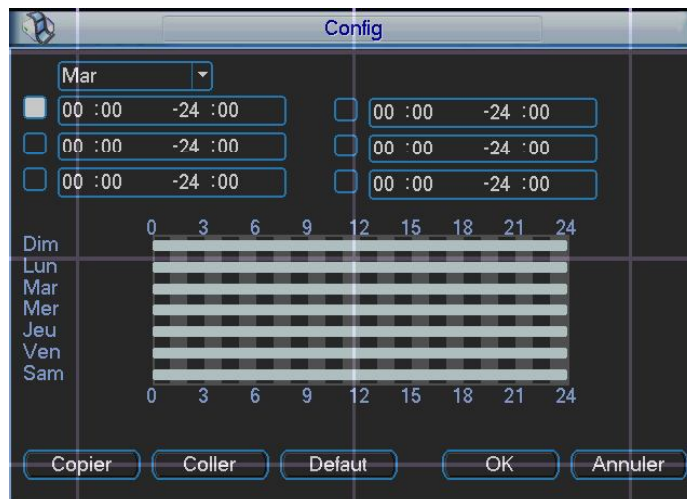 Config
Mar
00 :00 -24 :00 00 :00 -24 :00
00 :00 -24 :00 00 :00 -24 :00
00 :00 -24 :00 00 :00 -24 :00
0 3 6 9 12 15 18 21 24
Dim
Lun
Mar
Mer
Jeu
Ven
Sam
0 3 6 9 12 15 18 21 24
Copier Coller Defaut OK Annuler